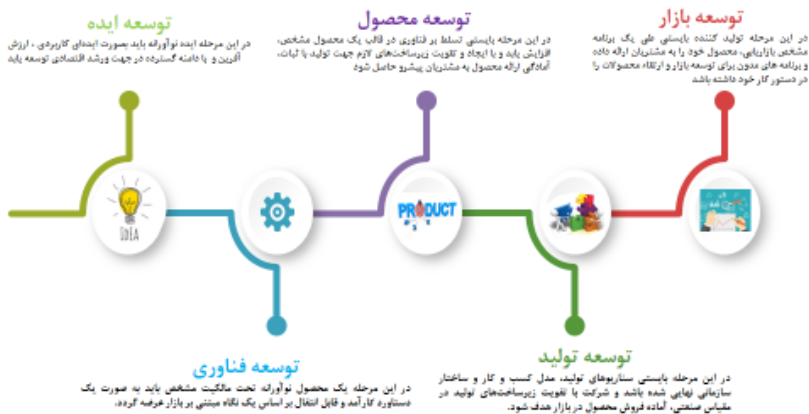 توسعه ایده
در این مرحله ایده نوآورانه باید بصورت ایده‌ای کاربردی ، ارزش
آفرین و با دامنه گسترده در جهت ورشد اقتصادی توسعه یابد
توسعه محصول
در این مرحله بایستی تسلط بر فناوری در قالب یک محصول مشخص،
افزایش یابد و با ایجاد و تقویت زیرساخت‌های لازم جهت تولید با ثبات،
آمادگی ارائه محصول به مشتریان پیشرو حاصل شود
توسعه بازار
در این مرحله تولید کننده بایستی طی یک برنامه
مشخص بازاریابی، محصول خود را به مشتریان ارائه داده
و برنامه های مدون برای توسعه بازار و ارتقاء محصولات را
در دستور کار خود داشته باشد
IDEA
PRODUCT
توسعه فناوری
در این مرحله یک محصول نوآورانه تحت مالکیت مشخص باید به صورت یک
دستاورد کارآمد و قابل انتقال بر اساس یک نگاه مبتنی بر بازار عرضه گردد.
توسعه تولید
در این مرحله بایستی سناریوهای تولید، مدل کسب و کار و ساختار
سازمانی نهایی شده باشد و شرکت با تقویت زیرساخت‌های تولید در
مقیاس صنعتی، آماده فروش محصول در بازار هدف شود.